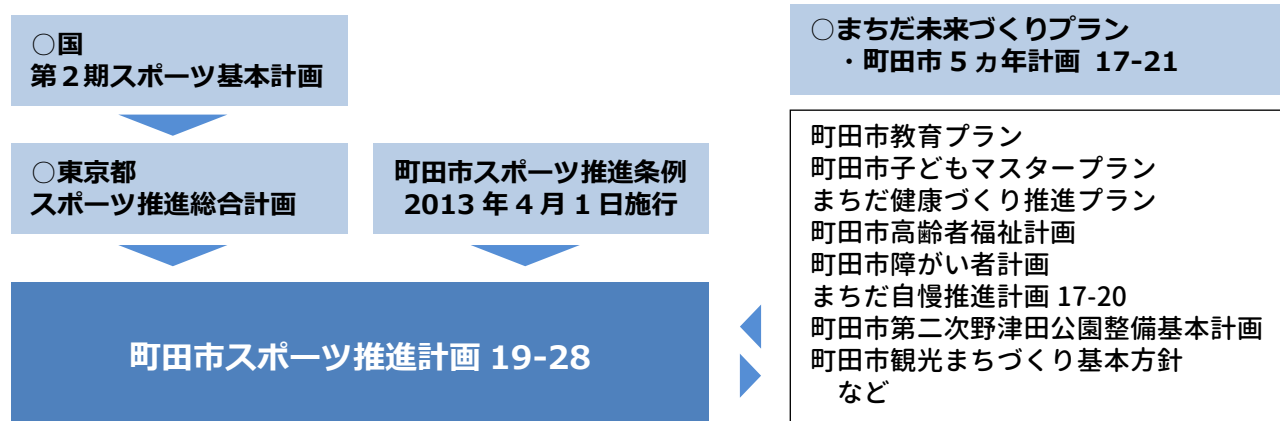 ○国
第２期スポーツ基本計画
○東京都
スポーツ推進総合計画
町田市スポーツ推進条例
2013 年 4 月 1 日施行
町田市スポーツ推進計画 19-28
○まちだ未来づくりプラン
・町田市 5 ヵ年計画 17-21
町田市教育プラン
町田市子どもマスタープラン
まちだ健康づくり推進プラン
町田市高齢者福祉計画
町田市障がい者計画
まちだ自慢推進計画 17-20
町田市第二次野津田公園整備基本計画
町田市観光まちづくり基本方針
など